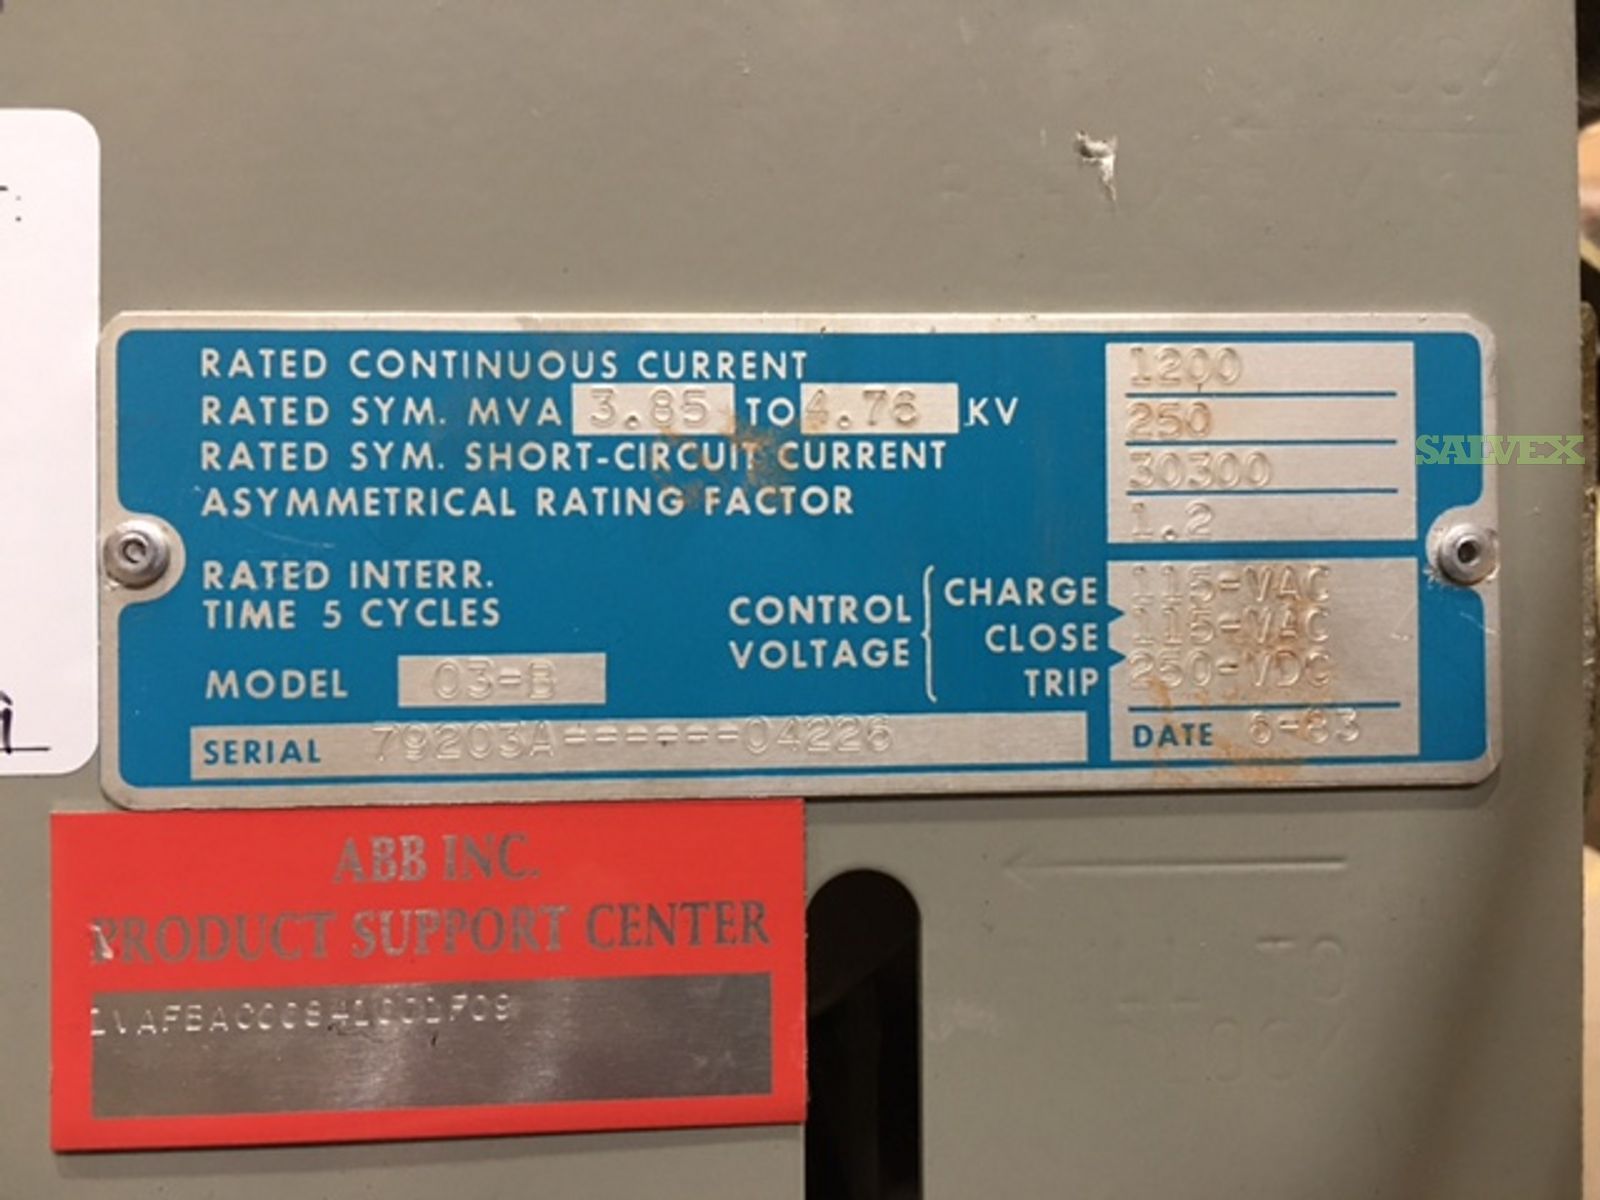 RATED CONTINUOUS CURRENT 1200
RATED SYM. MVA 3.85 TO 4.76 KV 250
RATED SYM. SHORT-CIRCUIT CURRENT 30300
ASYMMETRICAL RATING FACTOR 1.2
RATED INTERR.
TIME 5 CYCLES
CONTROL VOLTAGE
CHARGE 115-VAC
CLOSE 115-VAC
TRIP 250-VDC
MODEL 03-B
SERIAL 79203A------04226
DATE 6-83
SALVEX
ABB INC.
PRODUCT SUPPORT CENTER